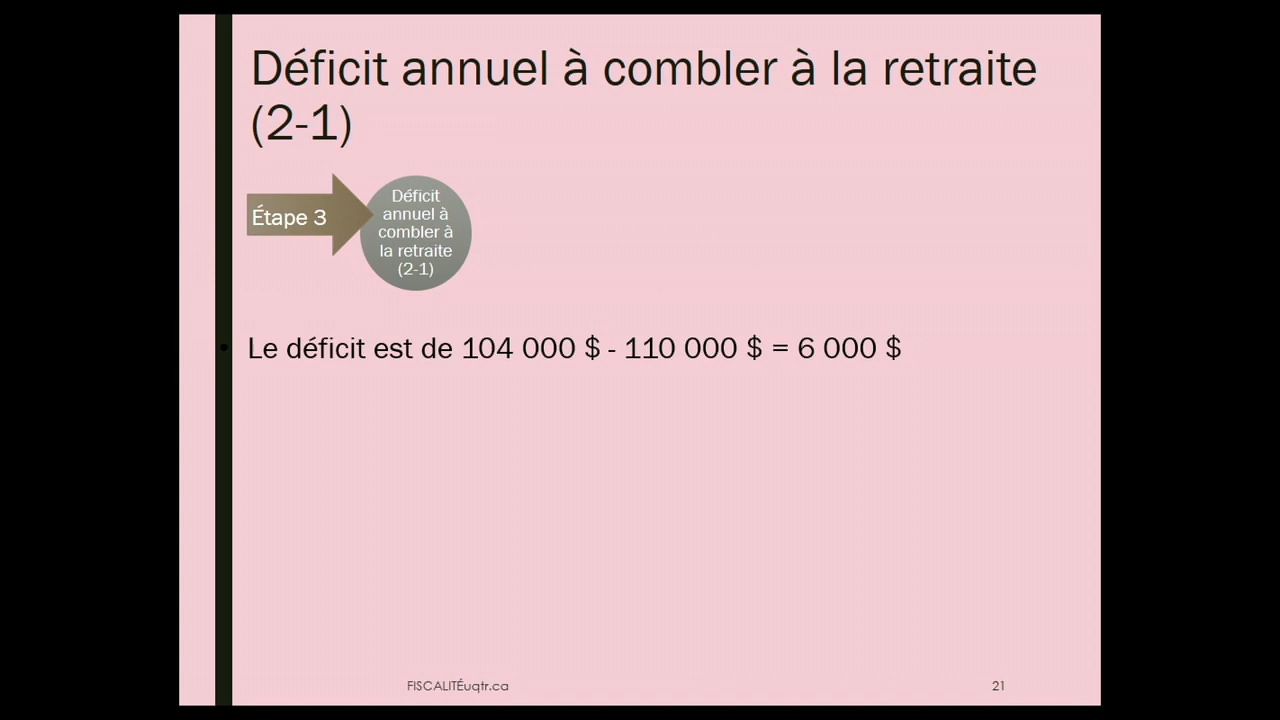 Déficit annuel à combler à la retraite
(2-1)
Étape 3
Déficit
annuel à
combler à
la retraite
(2-1)
• Le déficit est de 104 000 $ - 110 000 $ = 6 000 $
FISCALITÉuqtr.ca
21